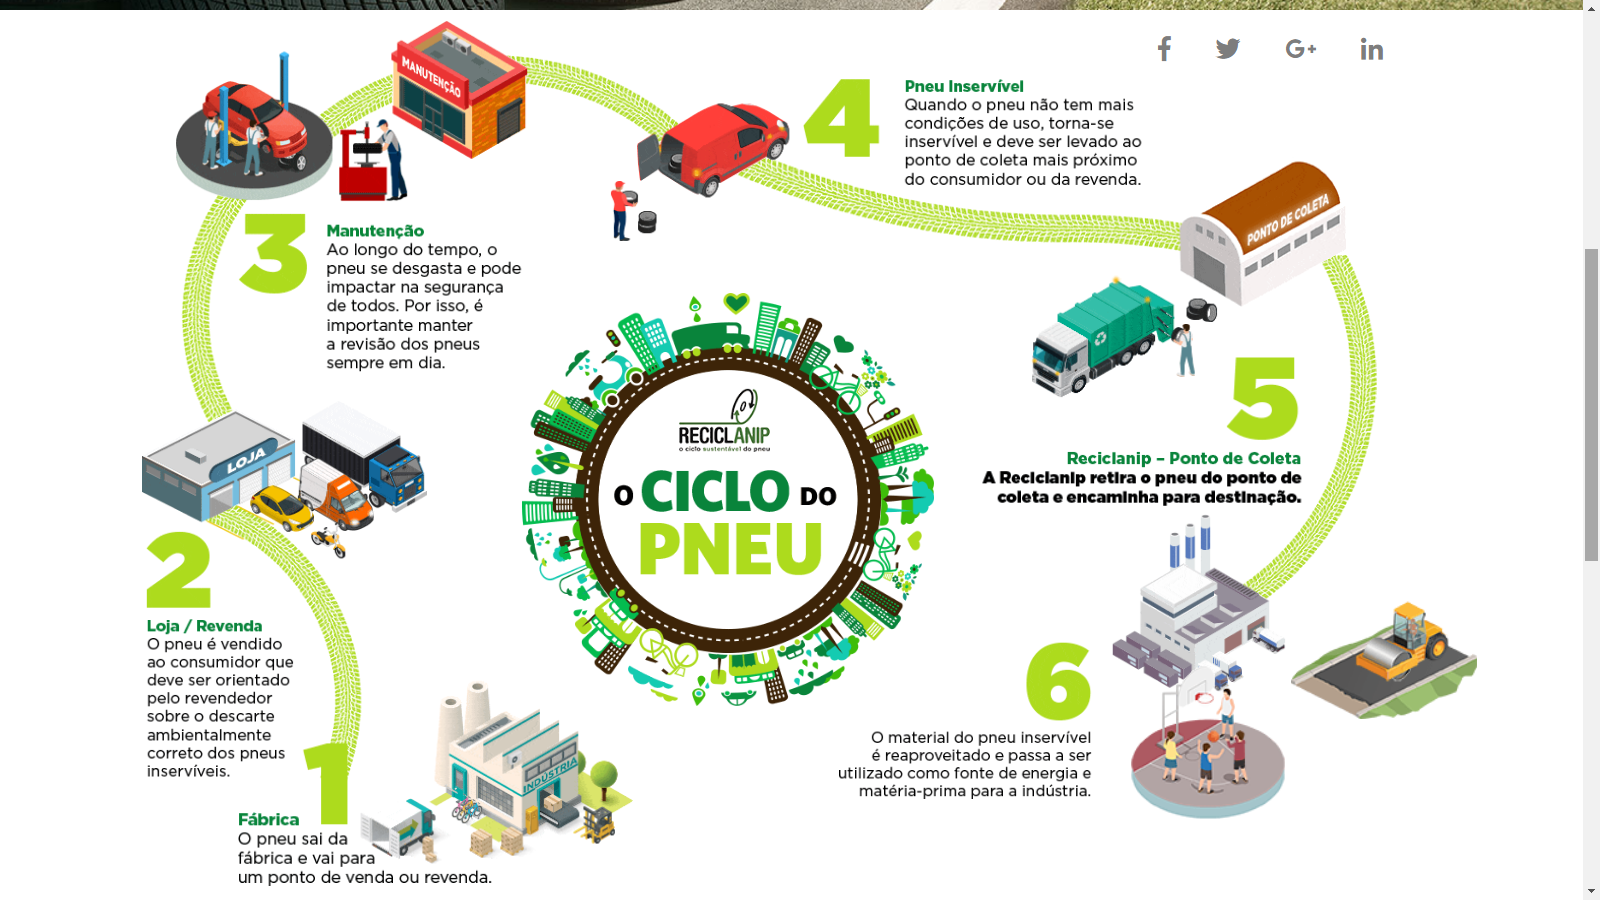 MANUTENÇÃO
4
Pneu Inservível
Quando o pneu não tem mais
condições de uso, torna-se
inservível e deve ser levado ao
ponto de coleta mais próximo
do consumidor ou da revenda.
PONTO DE COLETA
3
Manutenção
Ao longo do tempo, o
pneu se desgasta e pode
impactar na segurança
de todos. Por isso, é
importante manter
a revisão dos pneus
sempre em dia.
RECICLANIP
o ciclo sustentável do pneu
O CICLO DO
PNEU
5
Reciclanip – Ponto de Coleta
A Reciclanip retira o pneu do ponto de
coleta e encaminha para destinação.
LOJA
2
Loja / Revenda
O pneu é vendido
ao consumidor que
deve ser orientado
pelo revendedor
sobre o descarte
ambientalmente
correto dos pneus
inservíveis.
6
O material do pneu inservível
é reaproveitado e passa a ser
utilizado como fonte de energia e
matéria-prima para a indústria.
1
INDÚSTRIA
Fábrica
O pneu sai da
fábrica e vai para
um ponto de venda ou revenda.